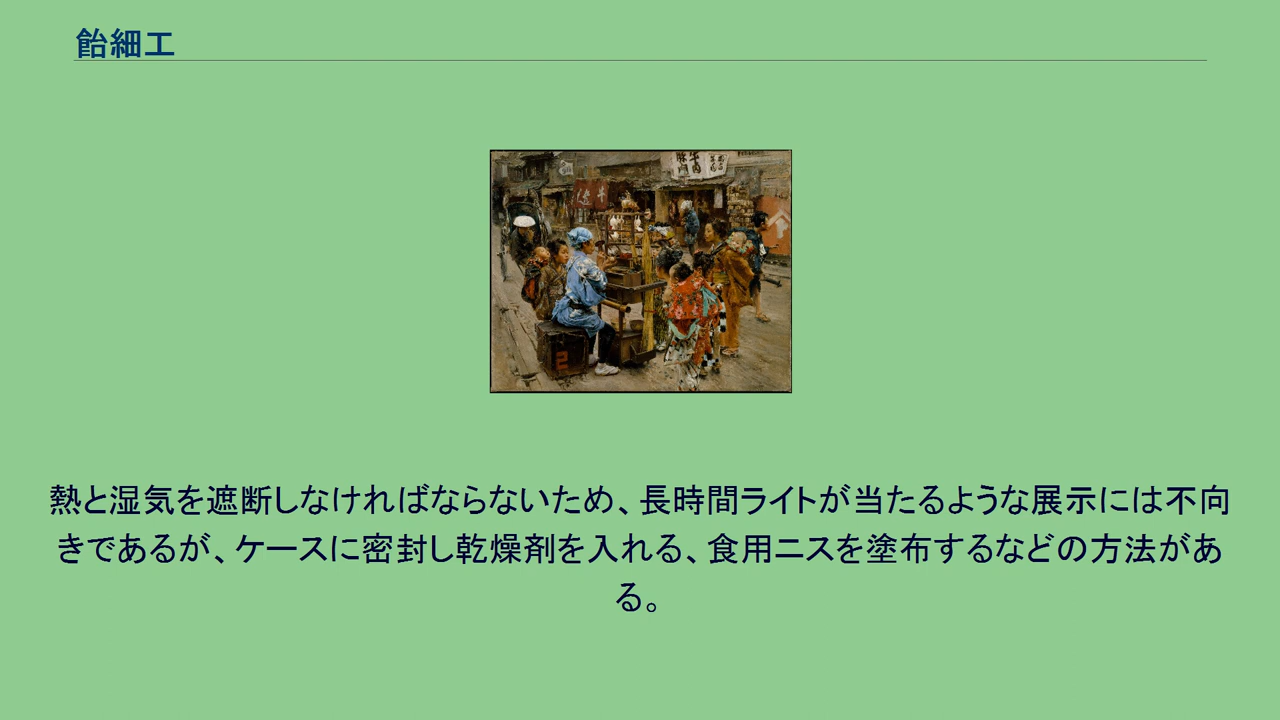 飴細工
熱と湿気を遮断しなければならないため、長時間ライトが当たるような展示には不向
きであるが、ケースに密封し乾燥剤を入れる、食用ニスを塗布するなどの方法があ
る。